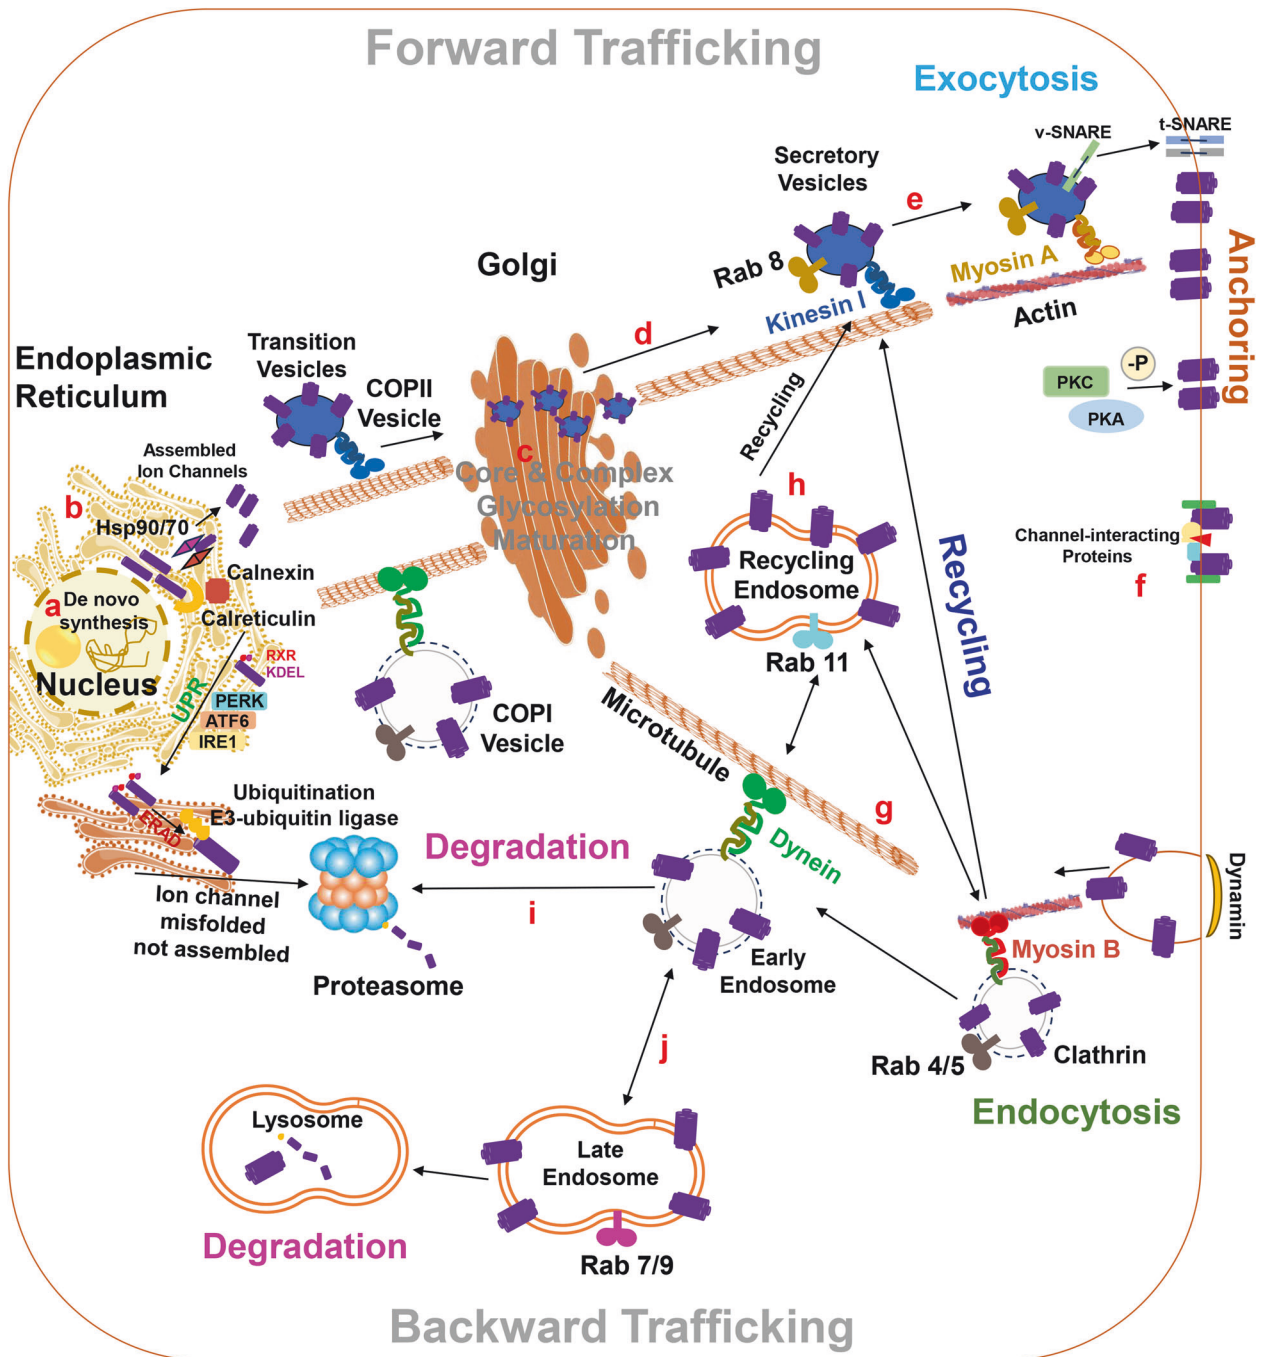 Forward Trafficking
Exocytosis
v-SNARE
t-SNARE
Secretory
Vesicles
e
Rab 8
Kinesin I
Myosin A
Actin
Anchoring
Golgi
d
Transition
Vesicles
COPII
Vesicle
Endoplasmic
Reticulum
-P
PKC
PKA
Assembled
Ion Channels
b
Hsp90/70
c
Core & Complex
Glycosylation
Maturation
Recycling
h
Recycling
Endosome
Rab 11
Recycling
Channel-interacting
Proteins
f
Calnexin
a
De novo
synthesis
Calreticulin
Nucleus
RXR
KDEL
UPR
PERK
ATF6
IRE1
COPI
Vesicle
Microtubule
g
Dynein
Ubiquitination
E3-ubiquitin ligase
ERAD
Degradation
i
Ion channel
misfolded
not assembled
Proteasome
Early
Endosome
Dynamin
Myosin B
Rab 4/5
Clathrin
Endocytosis
j
Lysosome
Late
Endosome
Degradation
Rab 7/9
Backward Trafficking